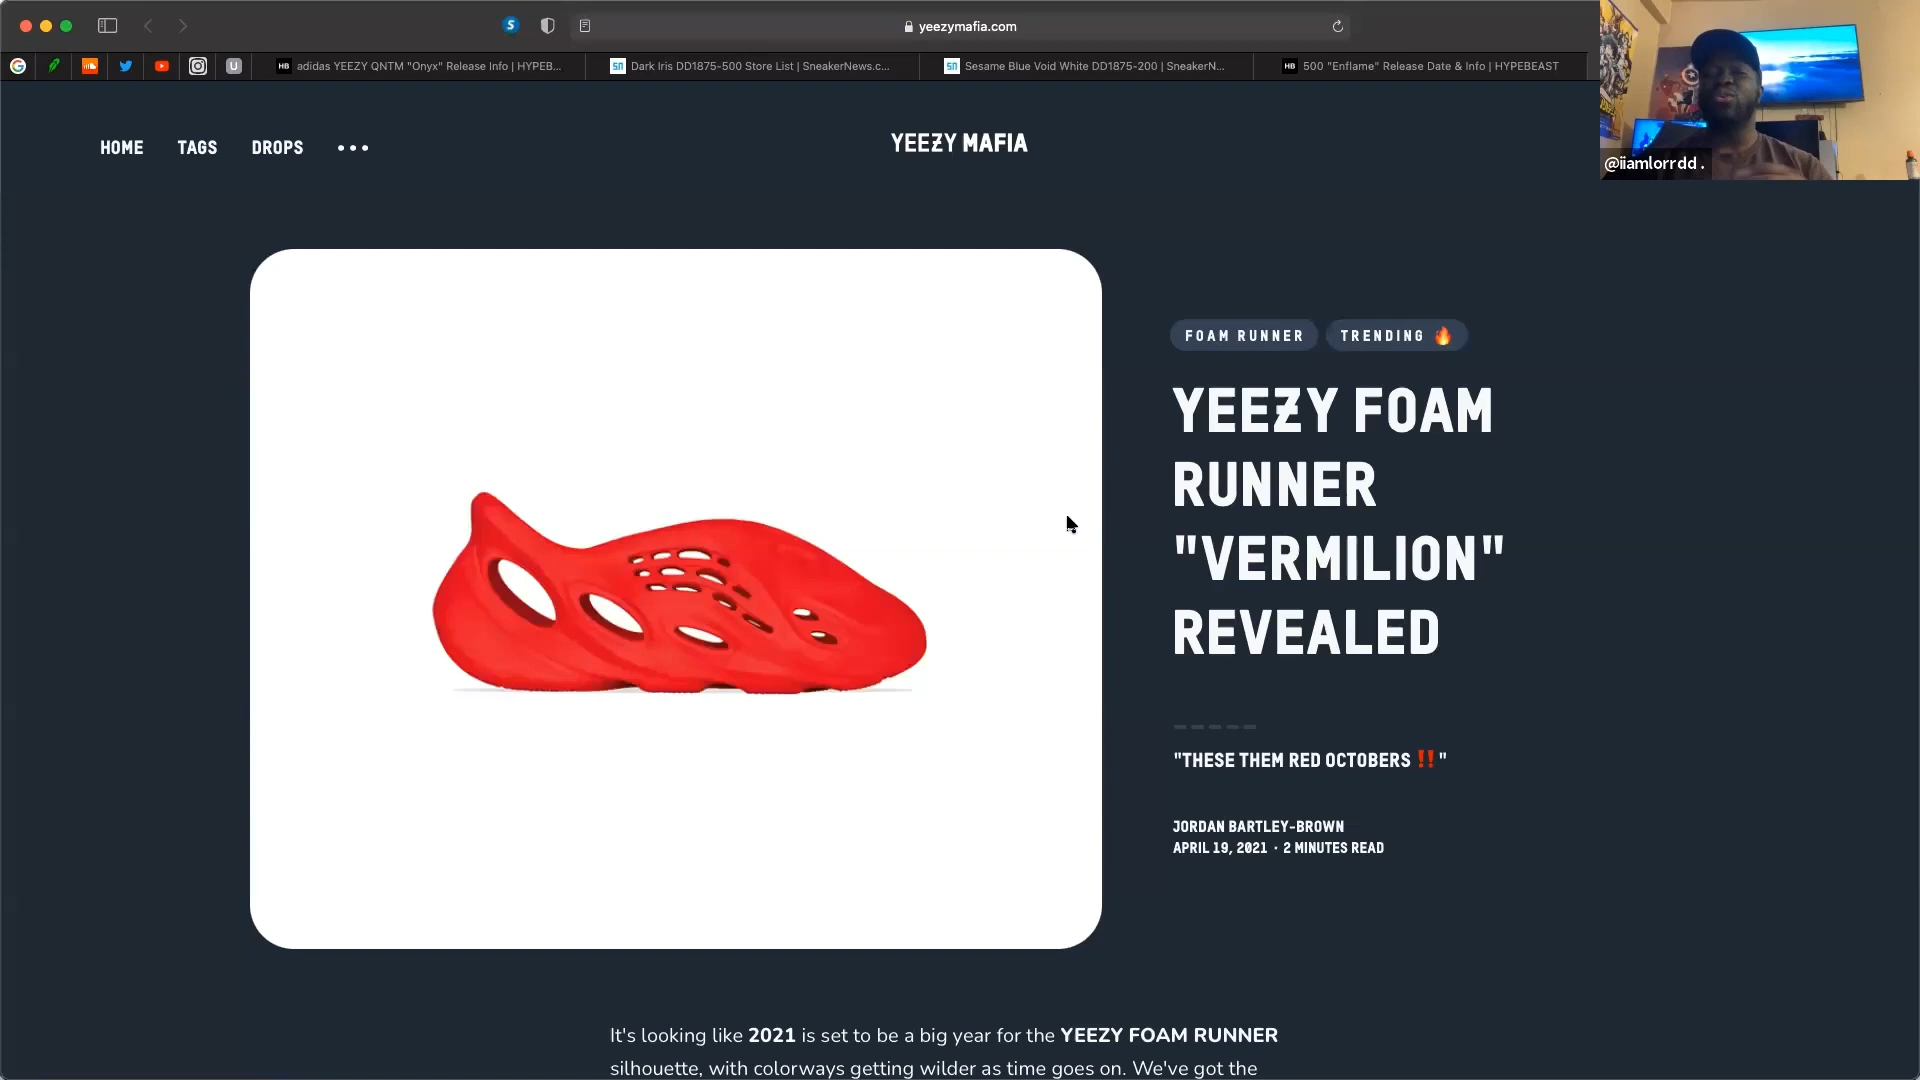 yeezymafia.com
adidas YEEZY QNTM "Onyx" Release Info | HYPEB...
Dark Iris DD1875-500 Store List | SneakerNews.c...
Sesame Blue Void White DD1875-200 | SneakerN...
500 "Enflame" Release Date & Info | HYPEBEAST
@iiamlorrdd .
HOME TAGS DROPS
YEEZY MAFIA
FOAM RUNNER
TRENDING 🔥
YEEZY FOAM
RUNNER
"VERMILION"
REVEALED
"THESE THEM RED OCTOBERS ‼️"
JORDAN BARTLEY-BROWN
APRIL 19, 2021 · 2 MINUTES READ
It's looking like 2021 is set to be a big year for the YEEZY FOAM RUNNER
silhouette, with colorways getting wilder as time goes on. We've got the